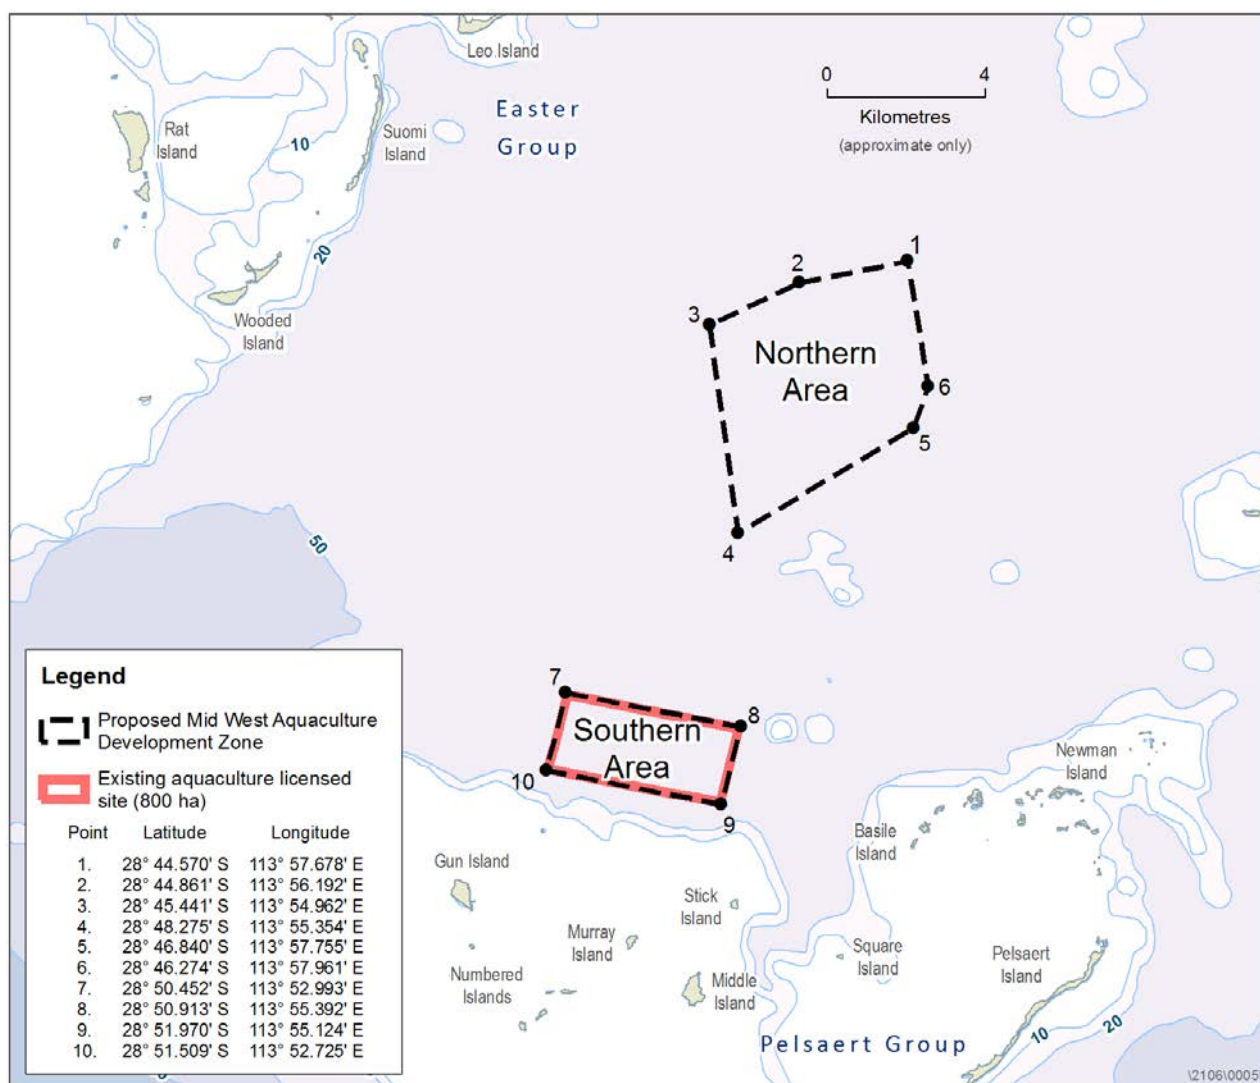 Leo Island
Easter
Group
0 4
Kilometres
(approximate only)
Rat
Island
10
Suomi
Island
20
Wooded
Island
1
2
3
Northern
Area
6
5
4
50
7
8
Southern
Area
10
9
Newman
Island
Basile
Island
Gun Island
Stick
Island
Murray
Island
Square
Island
Pelsaert
Island
Numbered
Islands
Middle
Island
10
20
Pelsaert Group
Legend
Proposed Mid West Aquaculture
Development Zone
Existing aquaculture licensed
site (800 ha)
Point Latitude Longitude
1. 28° 44.570' S 113° 57.678' E
2. 28° 44.861' S 113° 56.192' E
3. 28° 45.441' S 113° 54.962' E
4. 28° 48.275' S 113° 55.354' E
5. 28° 46.840' S 113° 57.755' E
6. 28° 46.274' S 113° 57.961' E
7. 28° 50.452' S 113° 52.993' E
8. 28° 50.913' S 113° 55.392' E
9. 28° 51.970' S 113° 55.124' E
10. 28° 51.509' S 113° 52.725' E
\2106\0005